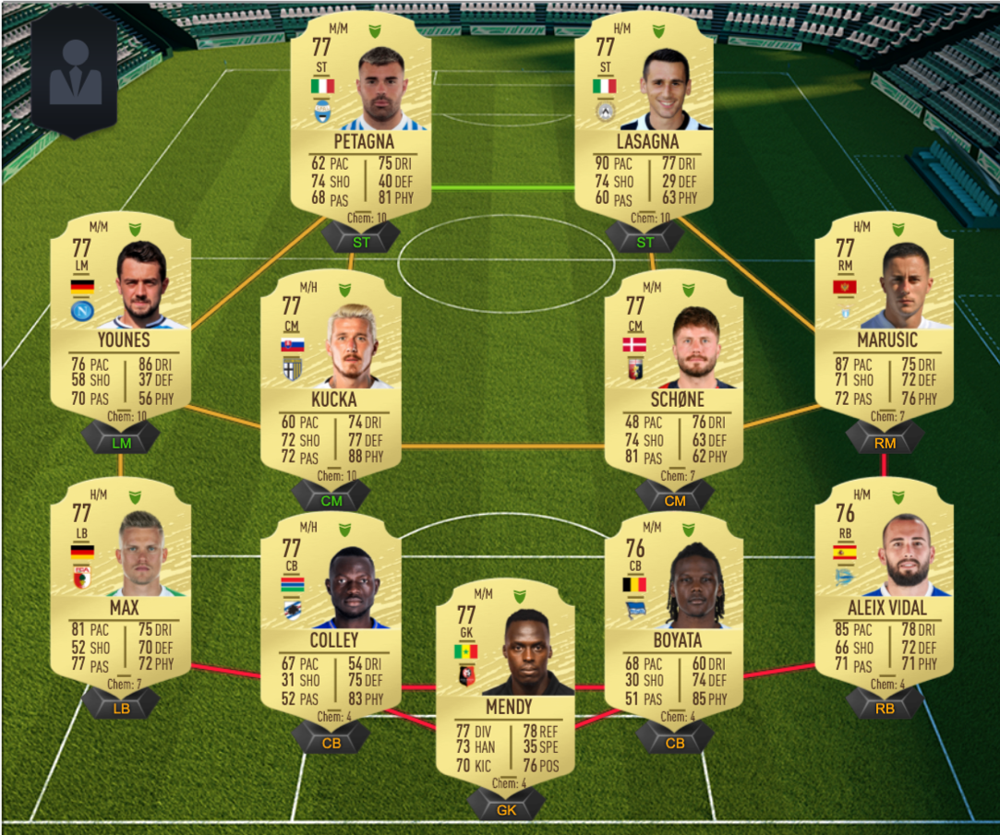 M/M
77
ST
PETAGNA
62 PAC 75 DRI
74 SHO 40 DEF
68 PAS 81 PHY
Chem: 10
ST
H/M
77
ST
LASAGNA
90 PAC 77 DRI
74 SHO 29 DEF
60 PAS 63 PHY
Chem: 10
ST
M/M
77
LM
YOUNES
76 PAC 86 DRI
58 SHO 37 DEF
70 PAS 56 PHY
Chem: 10
LM
M/H
77
CM
KUCKA
60 PAC 74 DRI
72 SHO 77 DEF
72 PAS 88 PHY
Chem: 10
CM
M/M
77
CM
SCHØNE
48 PAC 76 DRI
74 SHO 63 DEF
81 PAS 62 PHY
Chem: 7
CM
H/M
77
RM
MARUSIC
87 PAC 75 DRI
71 SHO 72 DEF
72 PAS 76 PHY
Chem: 7
RM
H/M
77
LB
MAX
81 PAC 75 DRI
52 SHO 70 DEF
77 PAS 72 PHY
Chem: 7
LB
M/H
77
CB
COLLEY
67 PAC 54 DRI
31 SHO 75 DEF
52 PAS 83 PHY
Chem: 4
CB
M/M
77
GK
MENDY
77 DIV 78 REF
73 HAN 35 SPE
70 KIC 76 POS
Chem: 4
GK
M/M
76
CB
BOYATA
68 PAC 60 DRI
30 SHO 74 DEF
51 PAS 85 PHY
Chem: 4
CB
H/M
76
RB
ALEIX VIDAL
85 PAC 78 DRI
66 SHO 72 DEF
71 PAS 71 PHY
Chem: 4
RB